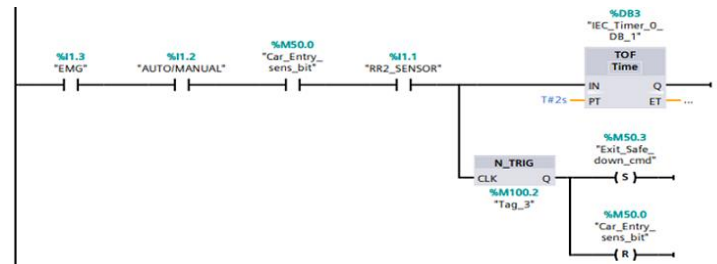 %DB3
"IEC_Timer_0_
DB_1"
%I1.3
"EMG"
%I1.2
"AUTO/MANUAL"
%M50.0
"Car_Entry_
sens_bit"
%I1.1
"RR2_SENSOR"
TOF
Time
IN Q
T#2s PT ET ...
%M50.3
"Exit_Safe_
down_cmd"
( S )
N_TRIG
CLK Q
%M100.2
"Tag_3"
%M50.0
"Car_Entry_
sens_bit"
( R )